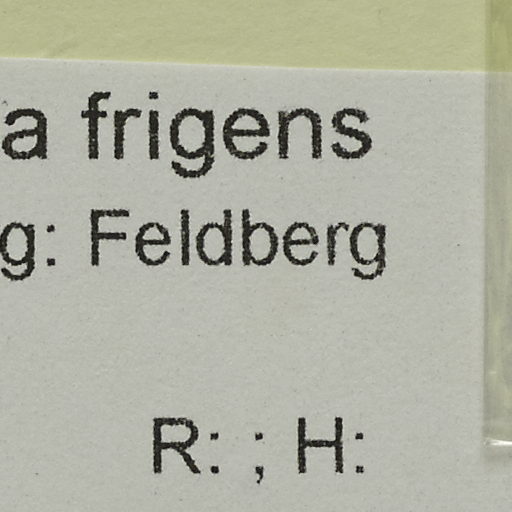 a frigens
g: Feldberg
R: ; H: